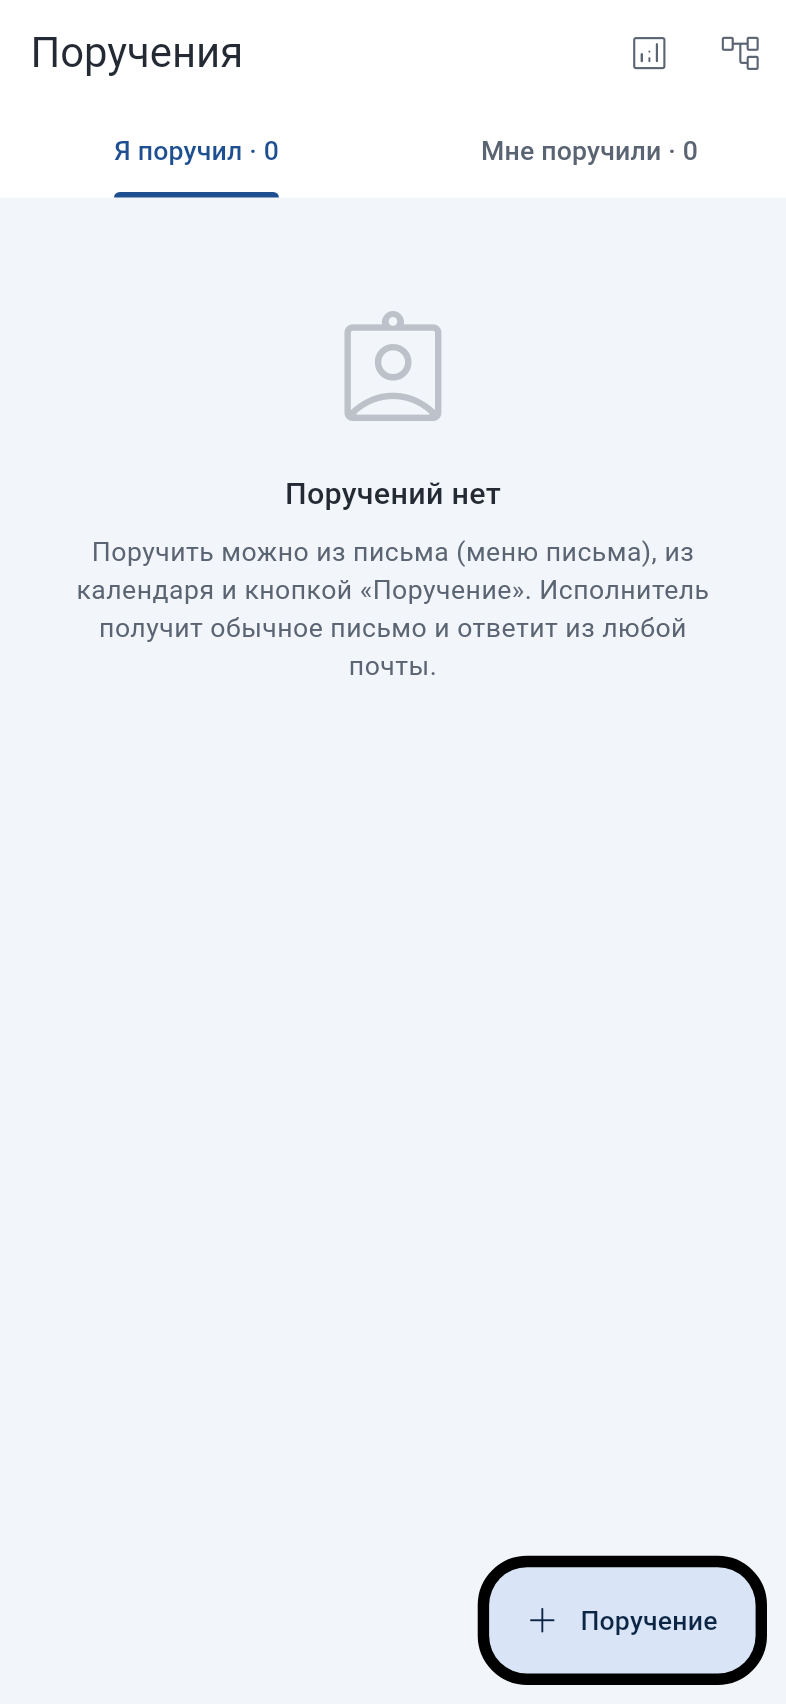 Поручения
Я поручил · 0
Мне поручили · 0
Поручений нет
Поручить можно из письма (меню письма), из
календаря и кнопкой «Поручение». Исполнитель
получит обычное письмо и ответит из любой
почты.
Поручение